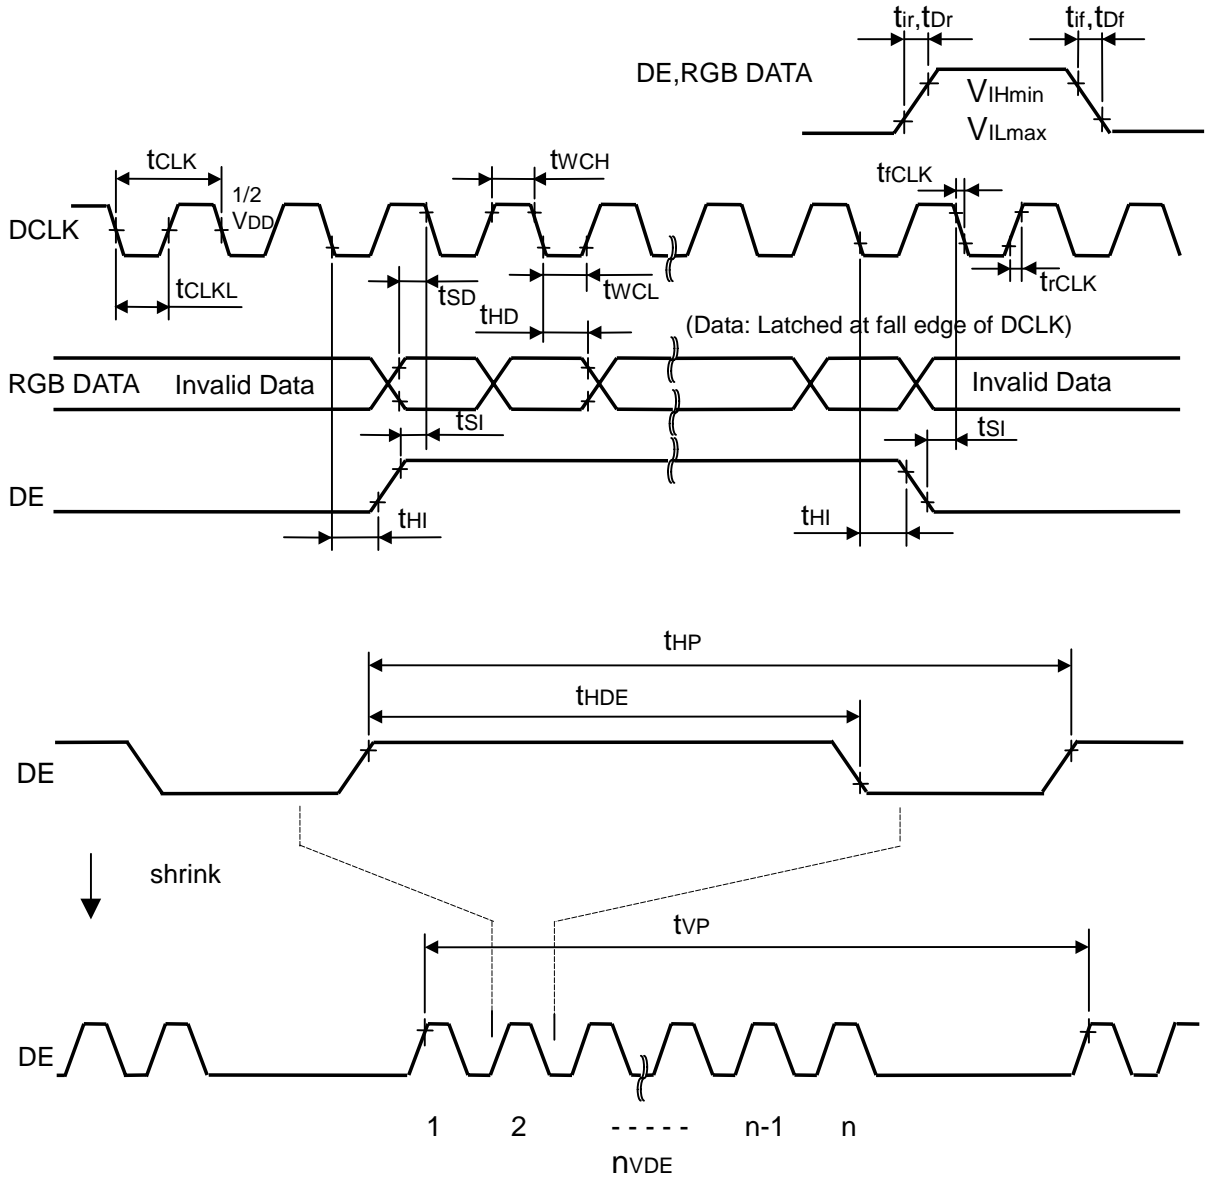 tir,tDr
tif,tDf
DE,RGB DATA
VIHmin
VILmax
tCLK
tWCH
tfCLK
1/2
VDD
DCLK
tCLKL
tSD
tWCL
trCLK
tHD
(Data: Latched at fall edge of DCLK)
RGB DATA
Invalid Data
Invalid Data
tSI
tSI
DE
tHI
tHI
tHP
tHDE
DE
shrink
tVP
DE
1 2 - - - - - n-1 n
nVDE